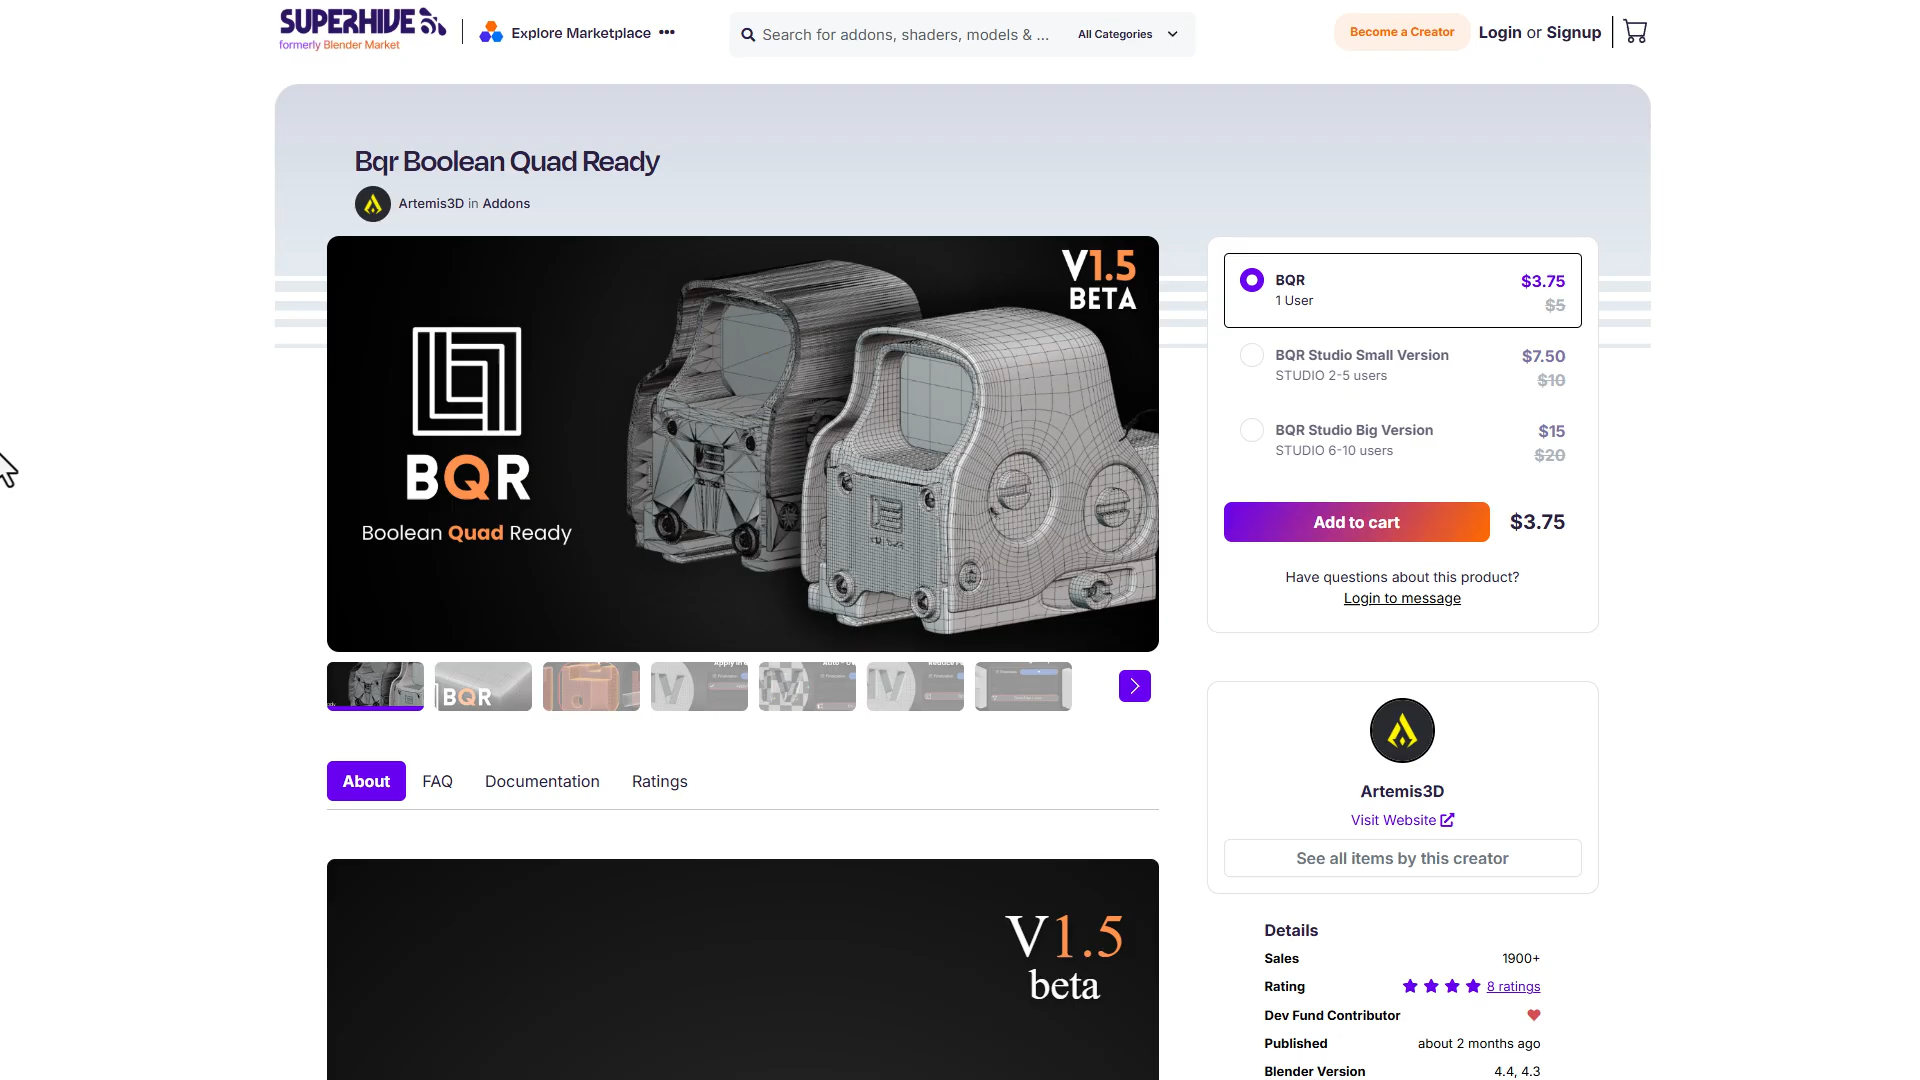 SUPERHIVE
formerly Blender Market
Explore Marketplace •••
Search for addons, shaders, models & ...
All Categories
Become a Creator
Login or Signup
Bqr Boolean Quad Ready
Artemis3D in Addons
V1.5
BETA
BQR
Boolean Quad Ready
BQR
$3.75
1 User
$5
BQR Studio Small Version
$7.50
STUDIO 2-5 users
$10
BQR Studio Big Version
$15
STUDIO 6-10 users
$20
Add to cart
$3.75
Have questions about this product?
Login to message
BQR
About
FAQ
Documentation
Ratings
Artemis3D
Visit Website
See all items by this creator
V1.5
beta
Details
Sales
1900+
Rating
8 ratings
Dev Fund Contributor
Published
about 2 months ago
Blender Version
4.4, 4.3